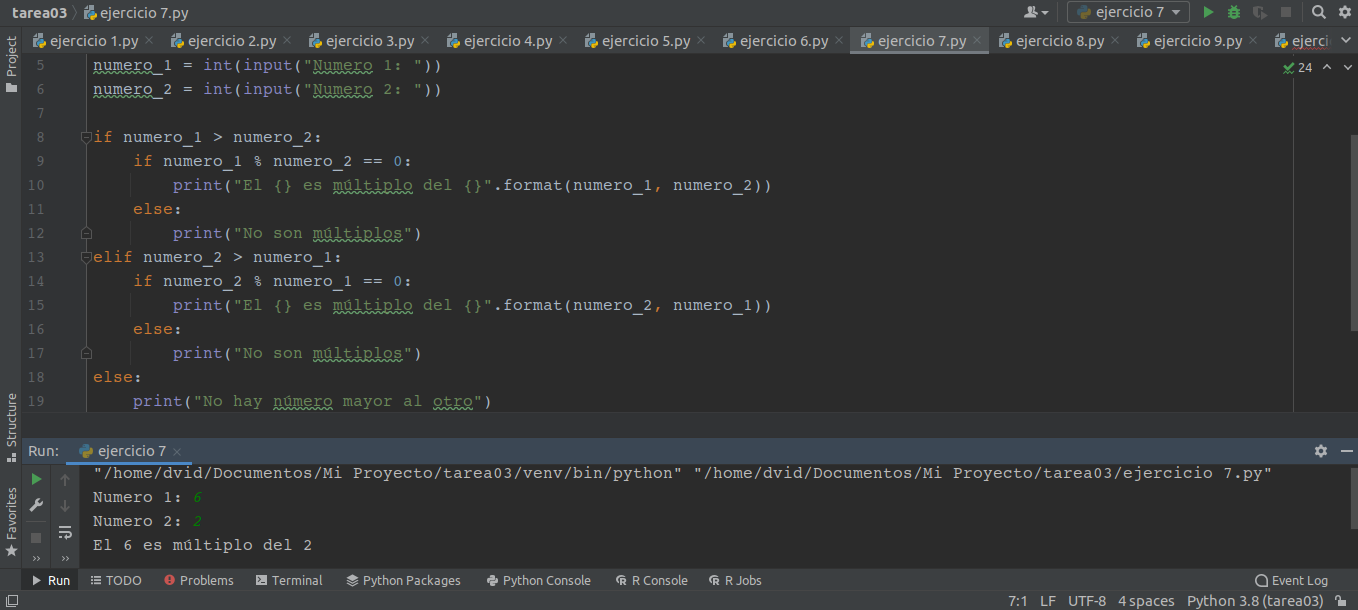 tarea03 ejercicio 7.py ejercicio 7
ejercicio 1.py ejercicio 2.py ejercicio 3.py ejercicio 4.py ejercicio 5.py ejercicio 6.py ejercicio 7.py ejercicio 8.py ejercicio 9.py ejerci
Project
5 numero_1 = int(input("Numero 1: "))
24
6 numero_2 = int(input("Numero 2: "))
7
8 if numero_1 > numero_2:
9 if numero_1 % numero_2 == 0:
10 print("El {} es múltiplo del {}".format(numero_1, numero_2))
11 else:
12 print("No son múltiplos")
13 elif numero_2 > numero_1:
14 if numero_2 % numero_1 == 0:
15 print("El {} es múltiplo del {}".format(numero_2, numero_1))
16 else:
17 print("No son múltiplos")
18 else:
19 print("No hay número mayor al otro")
Structure
Run: ejercicio 7
"/home/dvid/Documentos/Mi Proyecto/tarea03/venv/bin/python" "/home/dvid/Documentos/Mi Proyecto/tarea03/ejercicio 7.py"
Numero 1: 6
Numero 2: 2
El 6 es múltiplo del 2
Favorites
Run TODO Problems Terminal Python Packages Python Console R Console R Jobs Event Log
7:1 LF UTF-8 4 spaces Python 3.8 (tarea03)